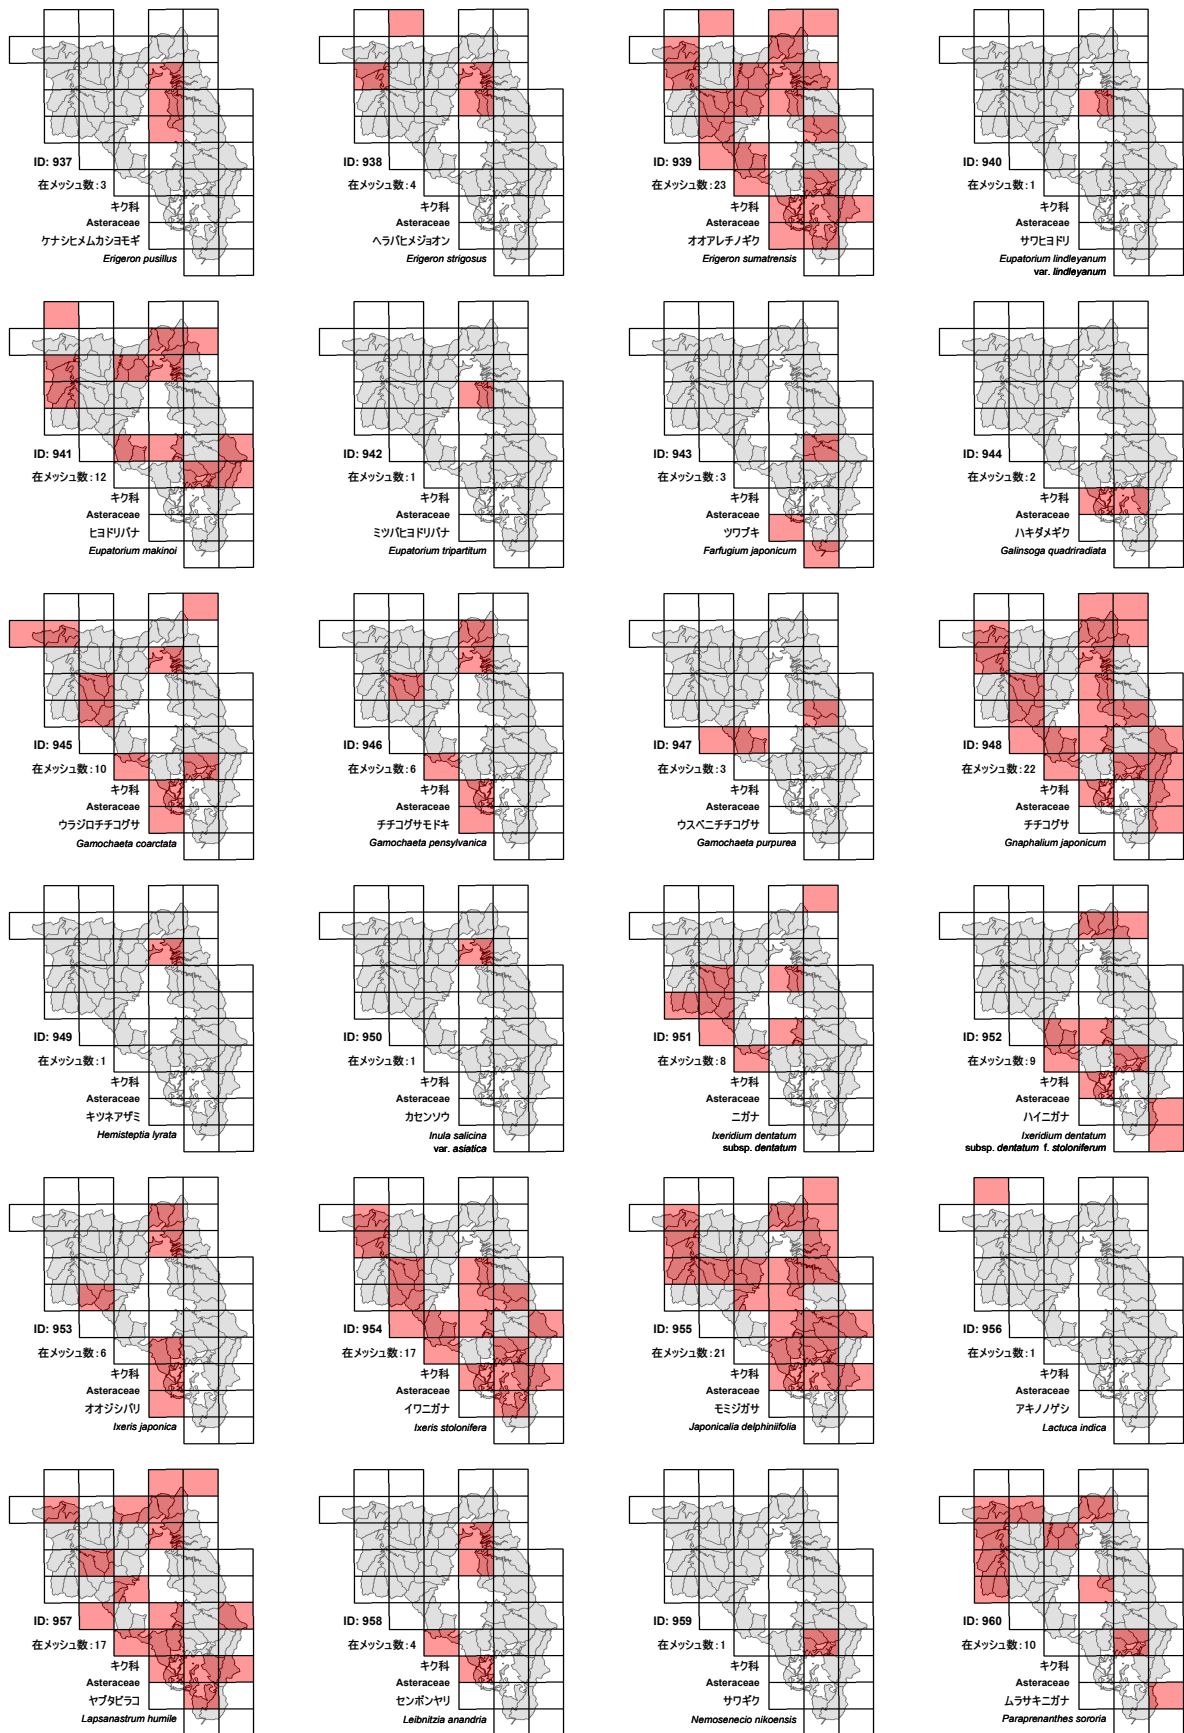 ID: 937
在メッシュ数:3
キク科
Asteraceae
ケナシヒメムカシヨモギ
Erigeron pusillus
ID: 938
在メッシュ数:4
キク科
Asteraceae
ヘラバヒメジョオン
Erigeron strigosus
ID: 939
在メッシュ数:23
キク科
Asteraceae
オオアレチノギク
Erigeron sumatrensis
ID: 940
在メッシュ数:1
キク科
Asteraceae
サワヒヨドリ
Eupatorium lindleyanum
var. lindleyanum
ID: 941
在メッシュ数:12
キク科
Asteraceae
ヒヨドリバナ
Eupatorium makinoi
ID: 942
在メッシュ数:1
キク科
Asteraceae
ミツバヒヨドリバナ
Eupatorium tripartitum
ID: 943
在メッシュ数:3
キク科
Asteraceae
ツワブキ
Farfugium japonicum
ID: 944
在メッシュ数:2
キク科
Asteraceae
ハキダメギク
Galinsoga quadriradiata
ID: 945
在メッシュ数:10
キク科
Asteraceae
ウラジロチチコグサ
Gamochaeta coarctata
ID: 946
在メッシュ数:6
キク科
Asteraceae
チチコグサモドキ
Gamochaeta pensylvanica
ID: 947
在メッシュ数:3
キク科
Asteraceae
ウスベニチチコグサ
Gamochaeta purpurea
ID: 948
在メッシュ数:22
キク科
Asteraceae
チチコグサ
Gnaphalium japonicum
ID: 949
在メッシュ数:1
キク科
Asteraceae
キツネアザミ
Hemisteptia lyrata
ID: 950
在メッシュ数:1
キク科
Asteraceae
カセンソウ
Inula salicina
var. asiatica
ID: 951
在メッシュ数:8
キク科
Asteraceae
ニガナ
Ixeridium dentatum
subsp. dentatum
ID: 952
在メッシュ数:9
キク科
Asteraceae
ハイニガナ
Ixeridium dentatum
subsp. dentatum f. stoloniferum
ID: 953
在メッシュ数:6
キク科
Asteraceae
オオジシバリ
Ixeris japonica
ID: 954
在メッシュ数:17
キク科
Asteraceae
イワニガナ
Ixeris stolonifera
ID: 955
在メッシュ数:21
キク科
Asteraceae
モミジガサ
Japonicalia delphiniifolia
ID: 956
在メッシュ数:1
キク科
Asteraceae
アキノノゲシ
Lactuca indica
ID: 957
在メッシュ数:17
キク科
Asteraceae
ヤブタビラコ
Lapsanastrum humile
ID: 958
在メッシュ数:4
キク科
Asteraceae
センボンヤリ
Leibnitzia anandria
ID: 959
在メッシュ数:1
キク科
Asteraceae
サワギク
Nemosenecio nikoensis
ID: 960
在メッシュ数:10
キク科
Asteraceae
ムラサキニガナ
Paraprenanthes sororia